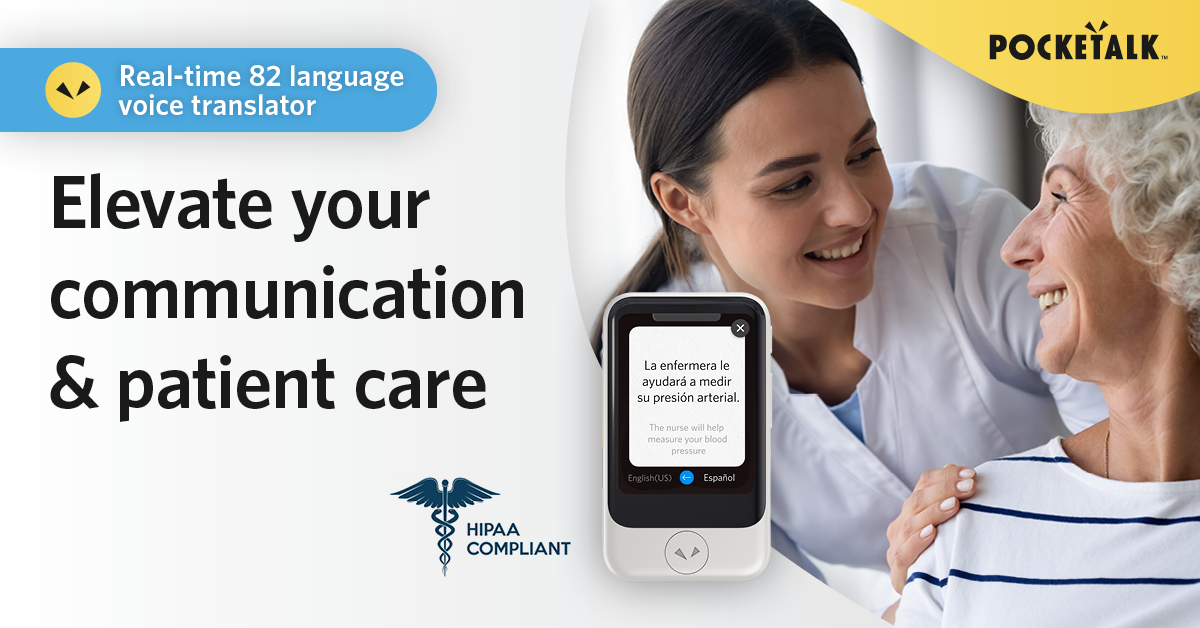 POCKETALK™
Real-time 82 language
voice translator
Elevate your
communication
& patient care
HIPAA
COMPLIANT
La enfermera le
ayudará a medir
su presión arterial.
The nurse will help
measure your blood
pressure
English(US)
Español